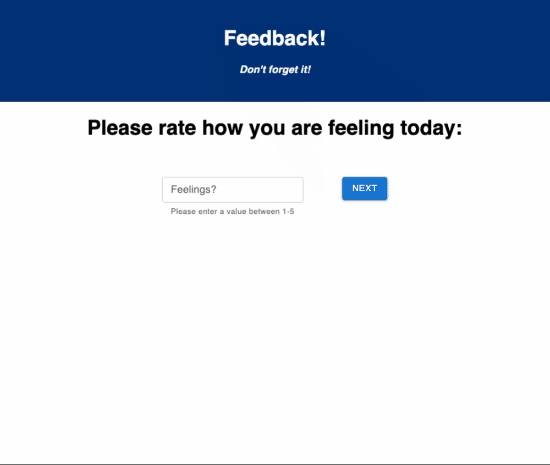 Feedback!
Don't forget it!
Please rate how you are feeling today:
Feelings?
NEXT
Please enter a value between 1-5